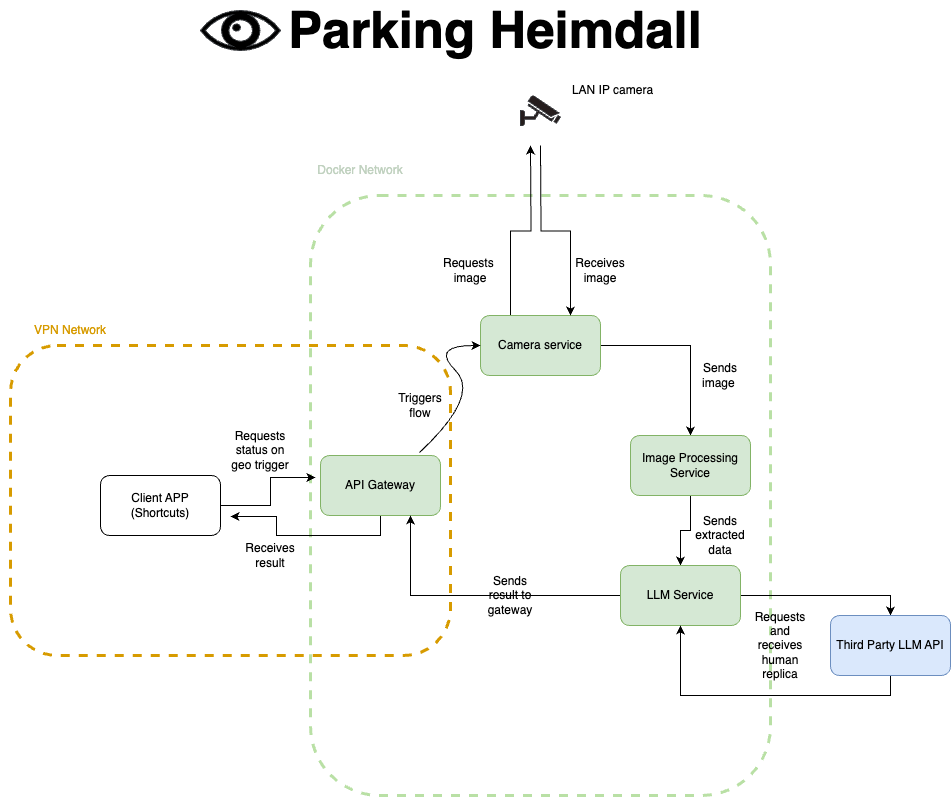 Parking Heimdall
LAN IP camera
Docker Network
Requests
image
Receives
image
VPN Network
Camera service
Sends
image
Triggers
flow
Requests
status on
geo trigger
Image Processing
Service
API Gateway
Client APP
(Shortcuts)
Sends
extracted
data
Receives
result
Sends
result to
gateway
LLM Service
Requests
and
receives
human
replica
Third Party LLM API